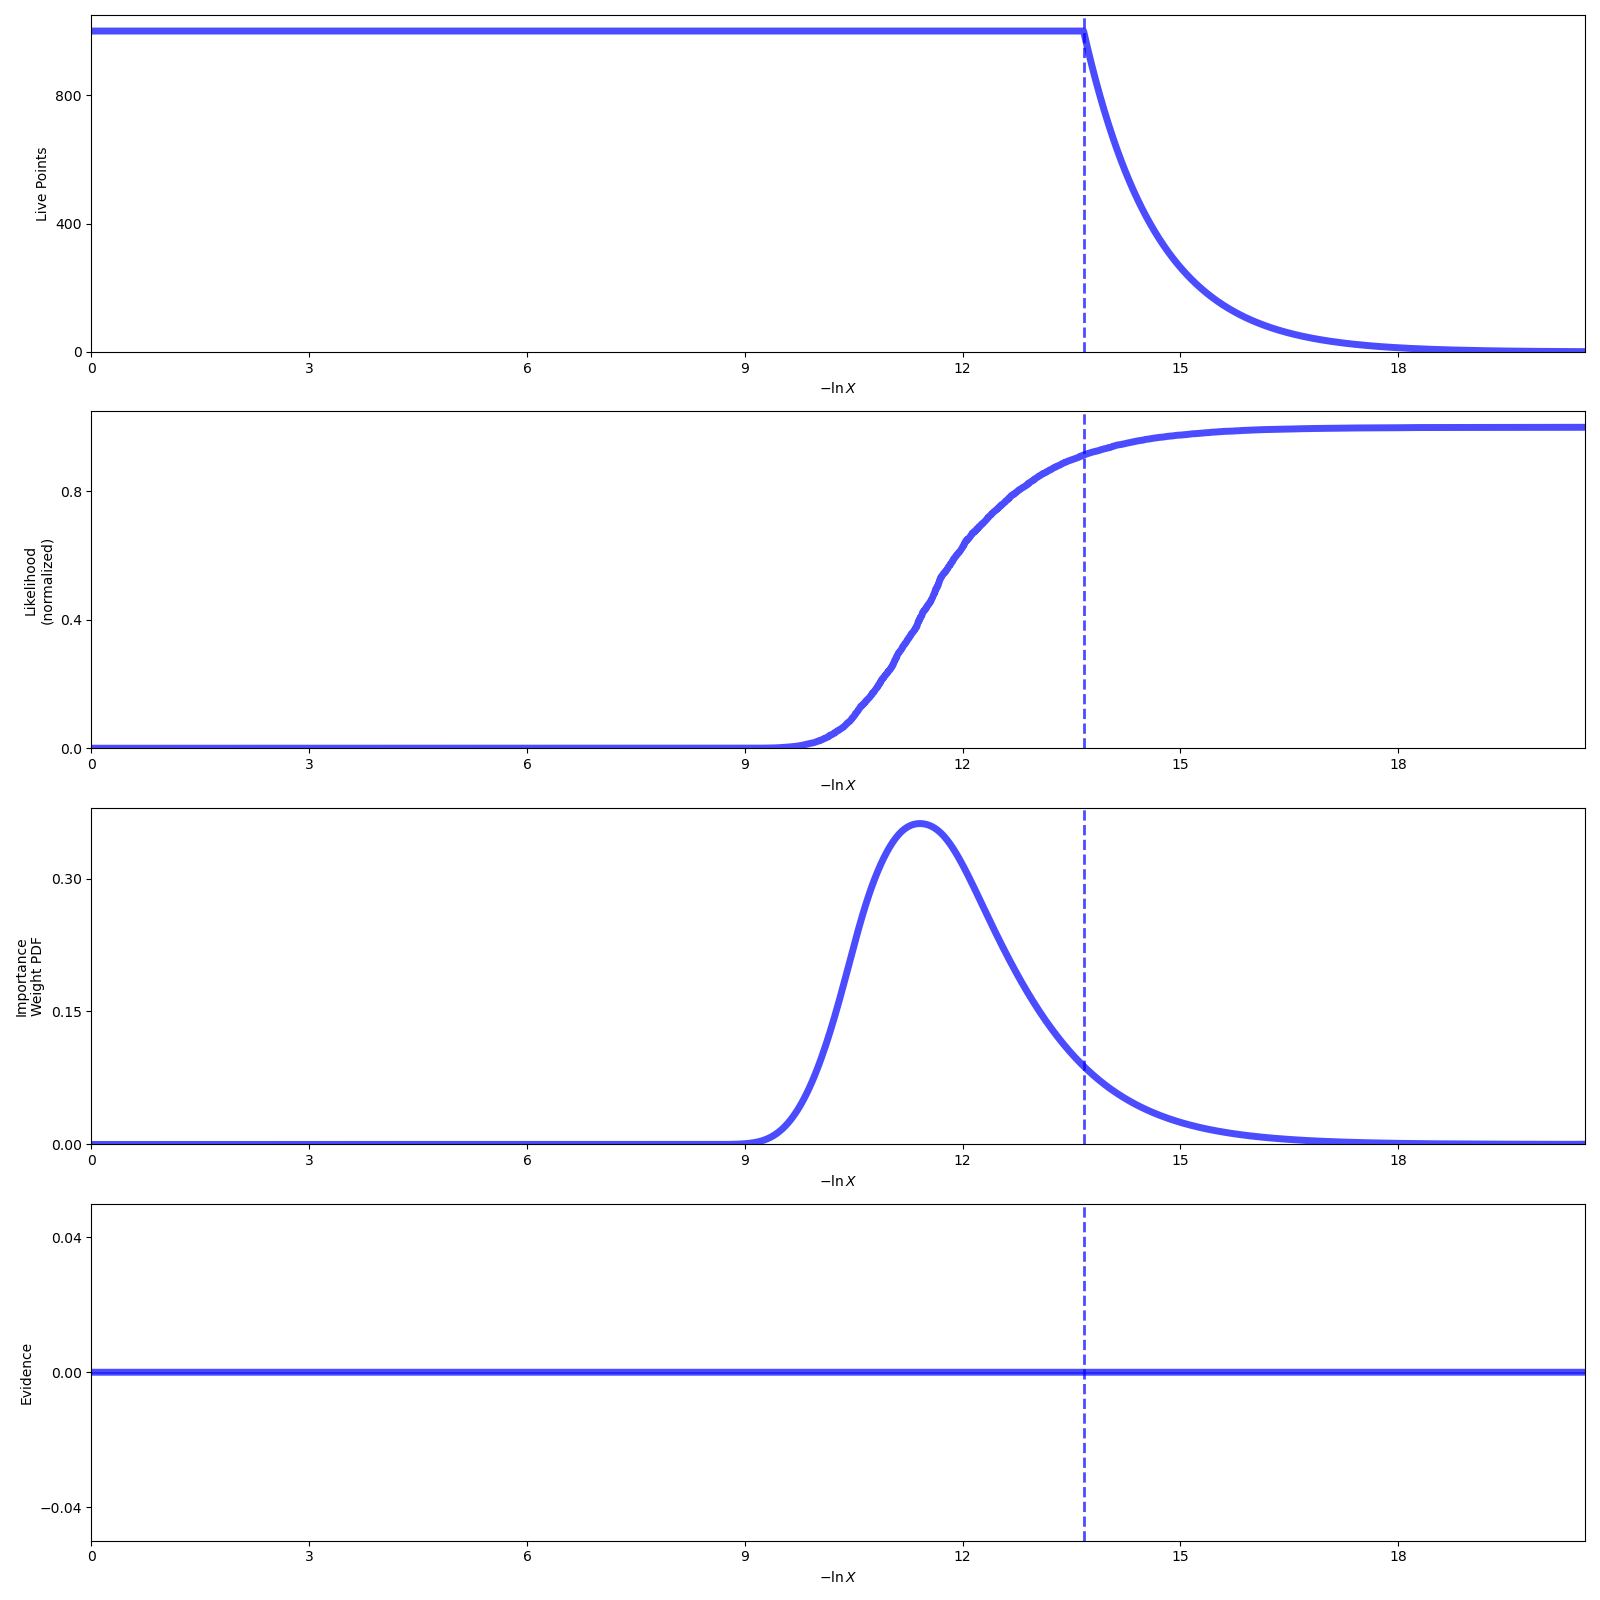 Live Points
800
400
0
0 3 6 9 12 15 18
−ln X
Likelihood
(normalized)
0.8
0.4
0.0
0 3 6 9 12 15 18
−ln X
Importance
Weight PDF
0.30
0.15
0.00
0 3 6 9 12 15 18
−ln X
Evidence
0.04
0.00
−0.04
0 3 6 9 12 15 18
−ln X